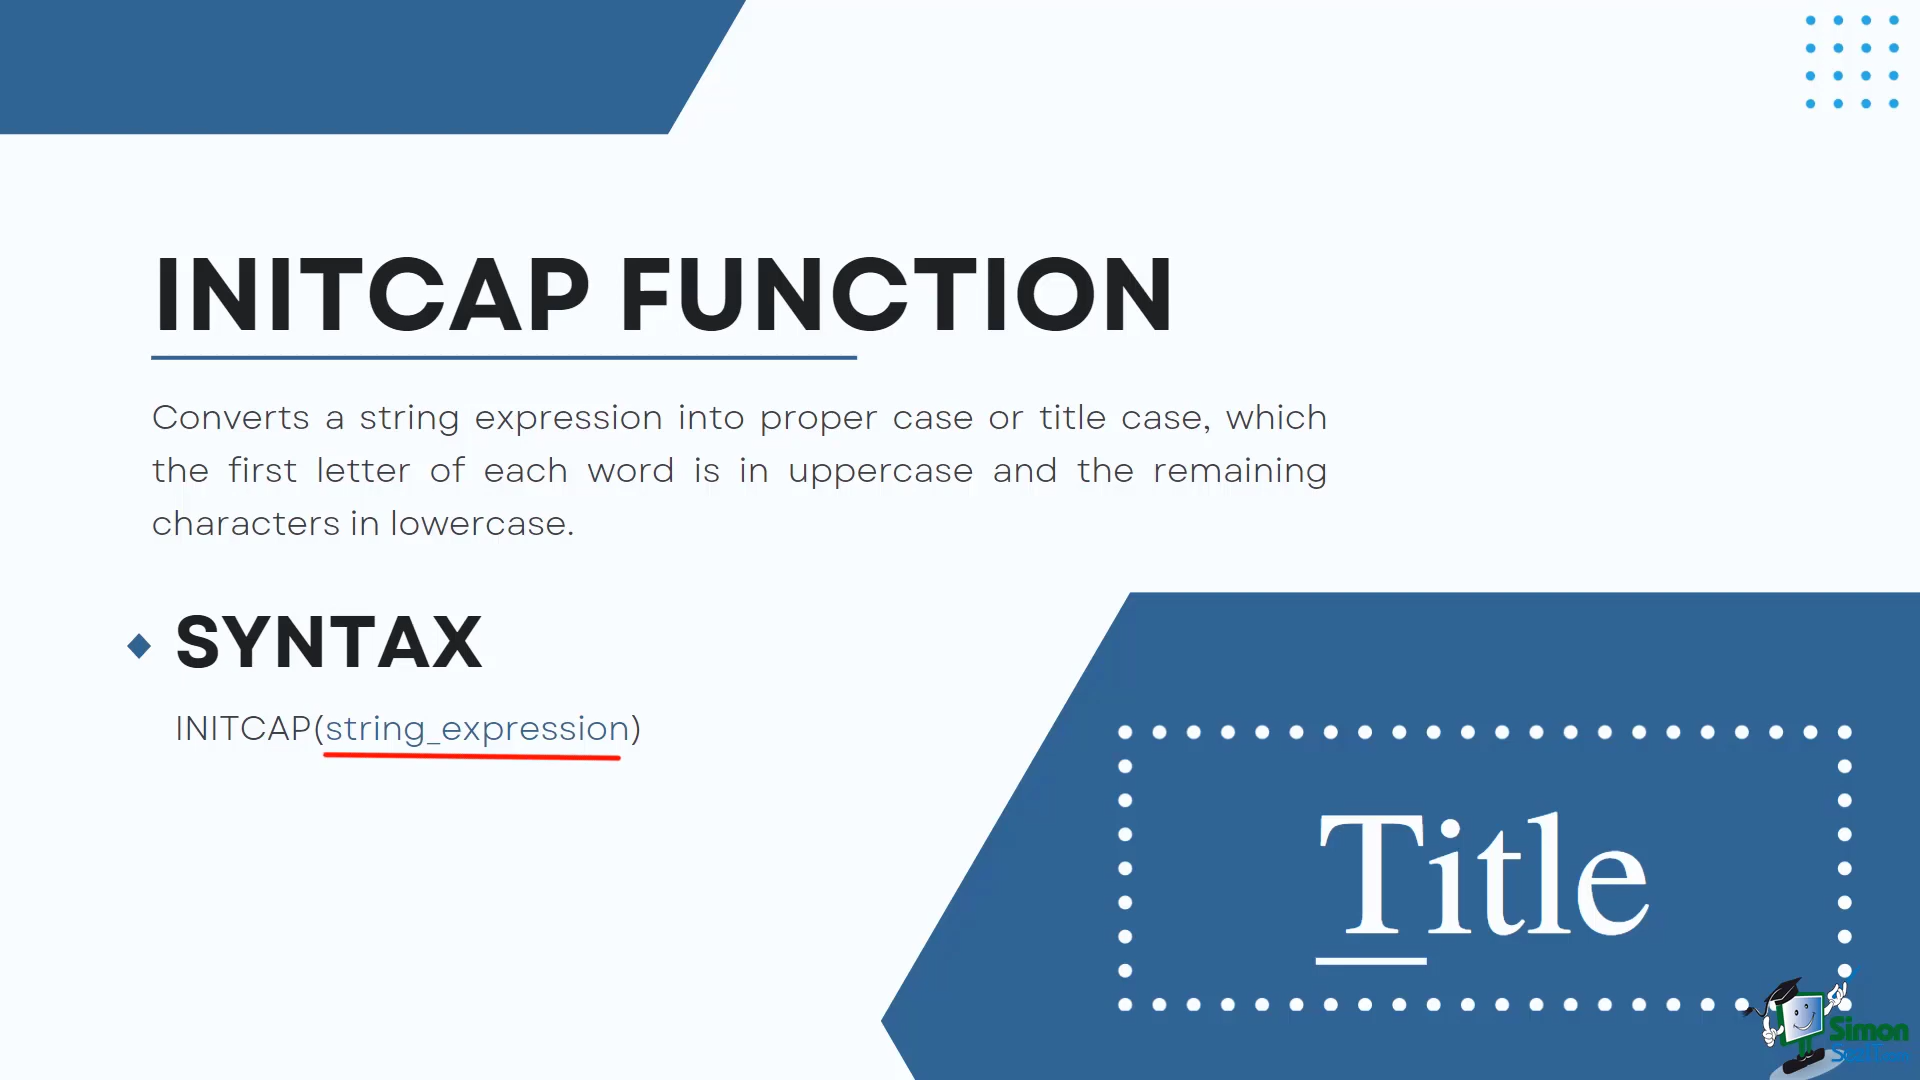 INITCAP FUNCTION
Converts a string expression into proper case or title case, which
the first letter of each word is in uppercase and the remaining
characters in lowercase.
SYNTAX
INITCAP(string_expression)
Title
Simon